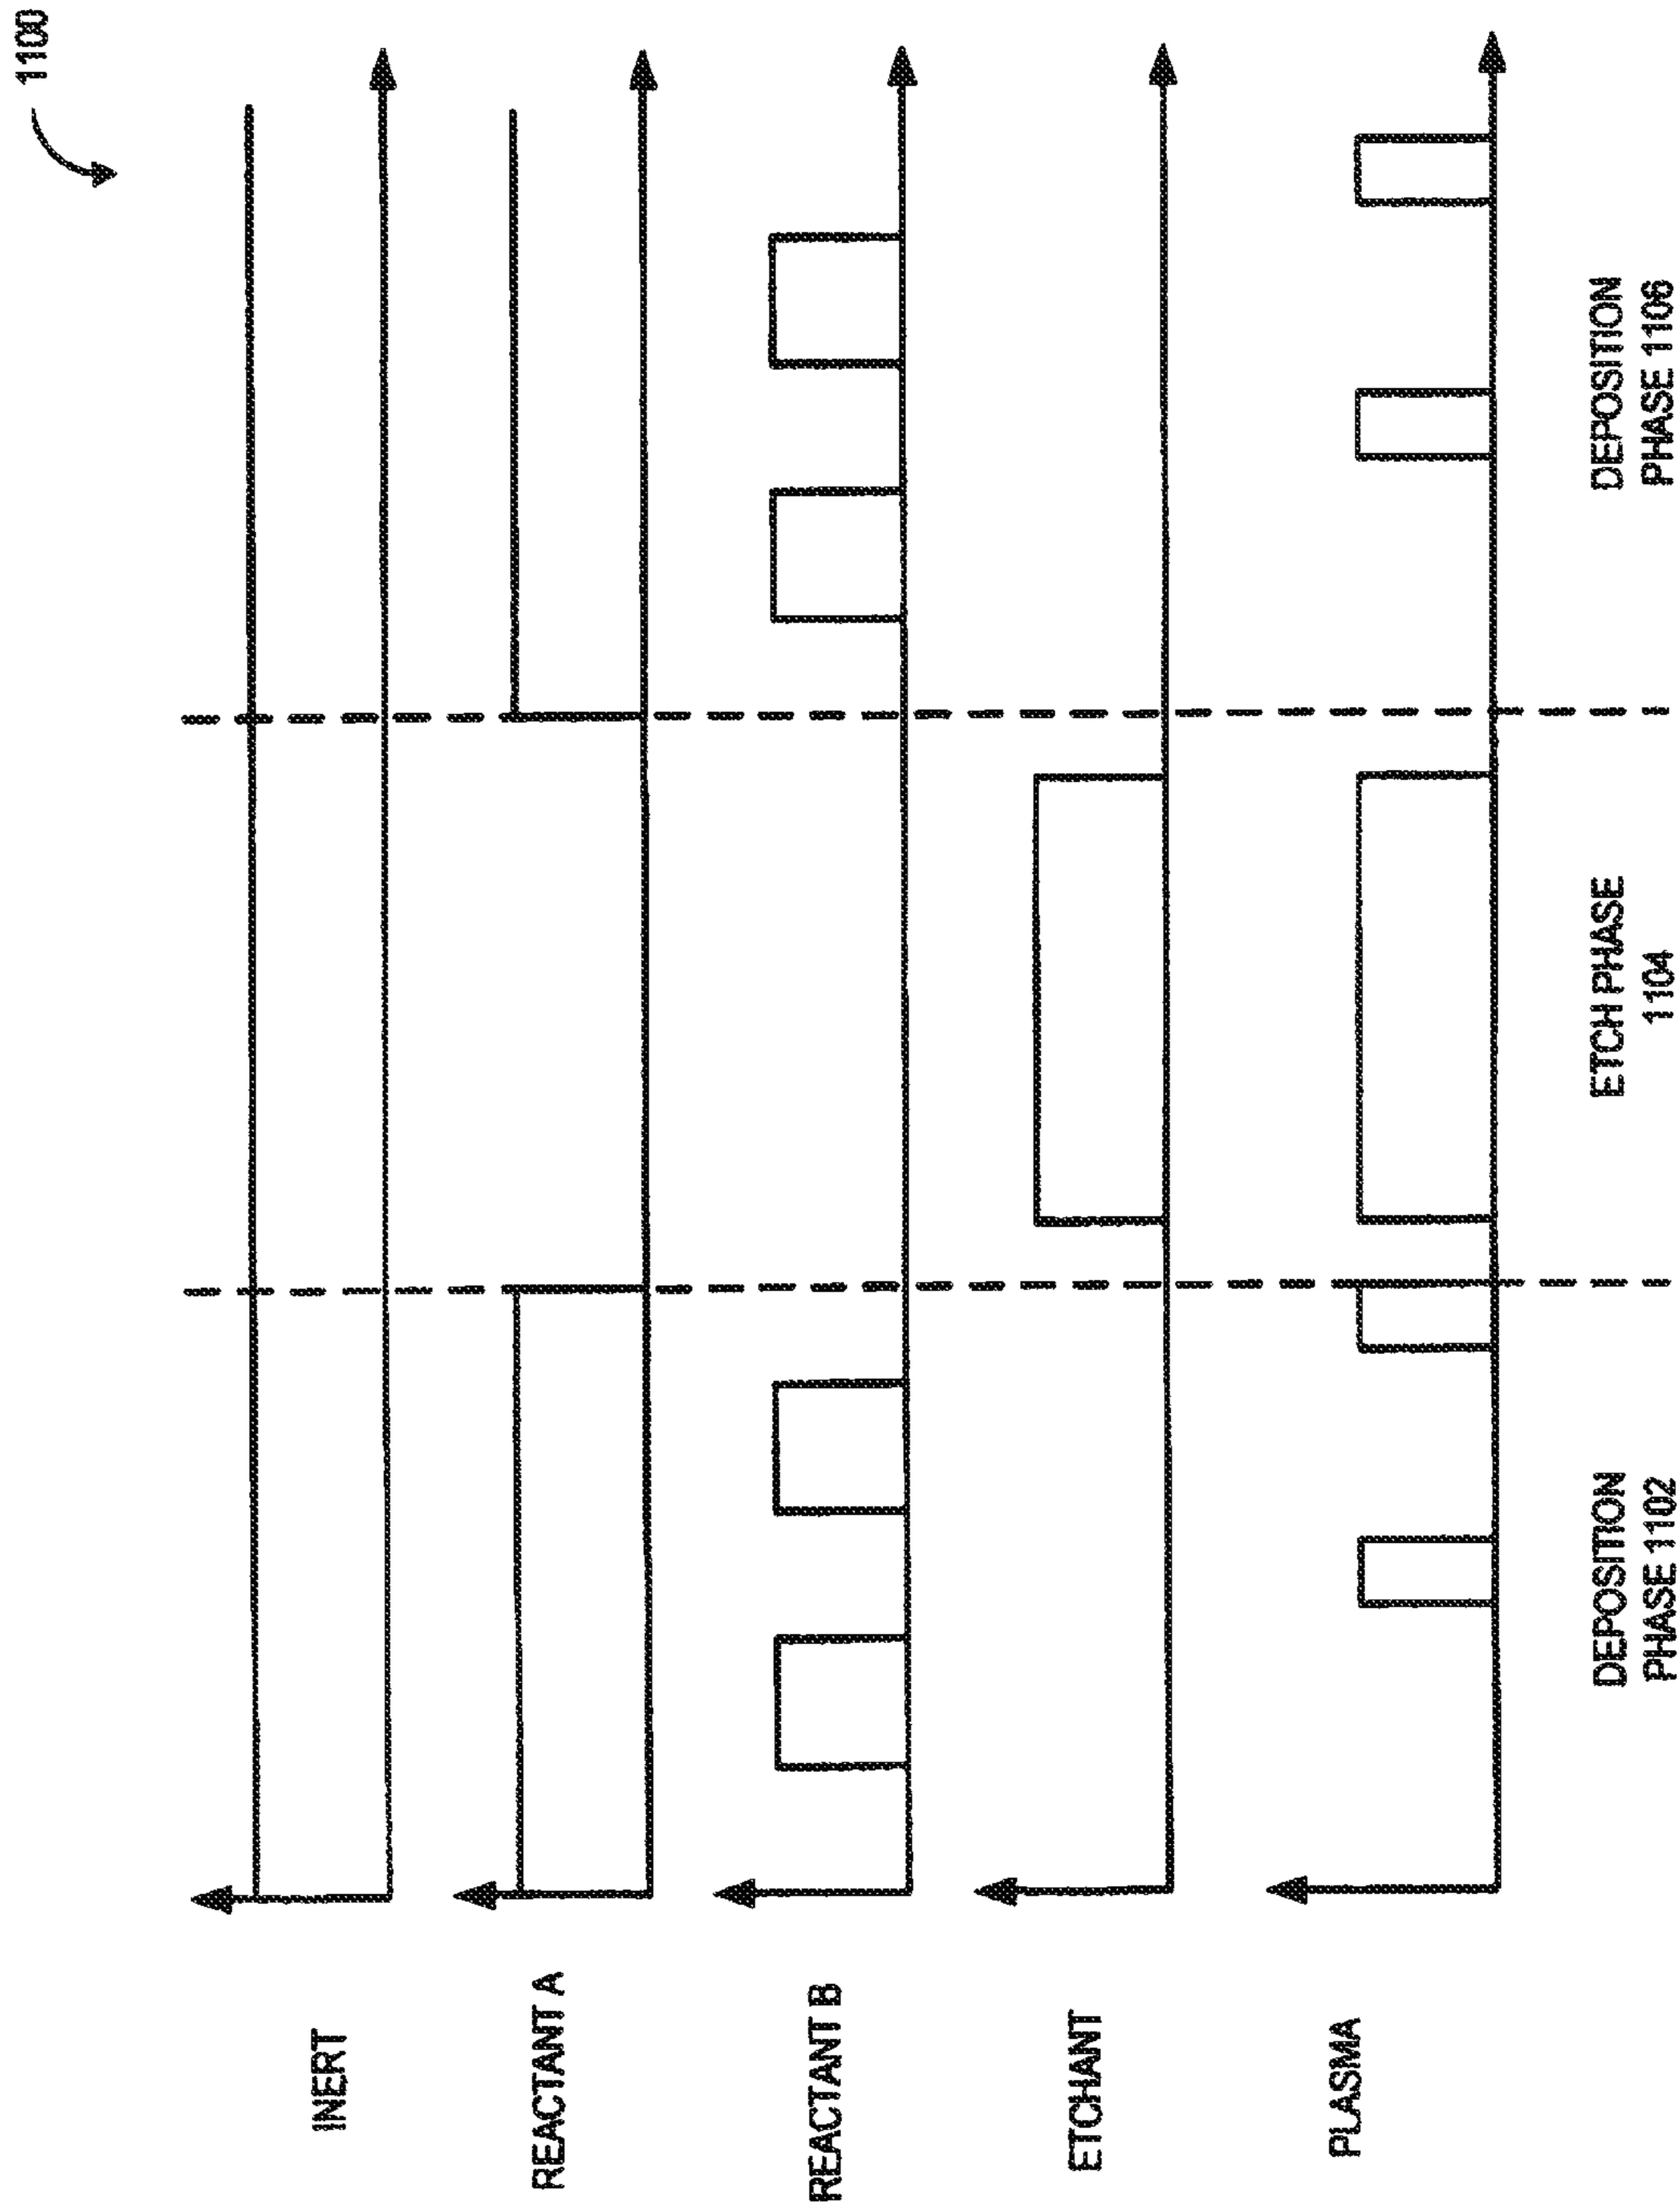 1100
INERT
REACTANT A
REACTANT B
ETCHANT
PLASMA
DEPOSITION
PHASE 1102
ETCH PHASE
1104
DEPOSITION
PHASE 1106